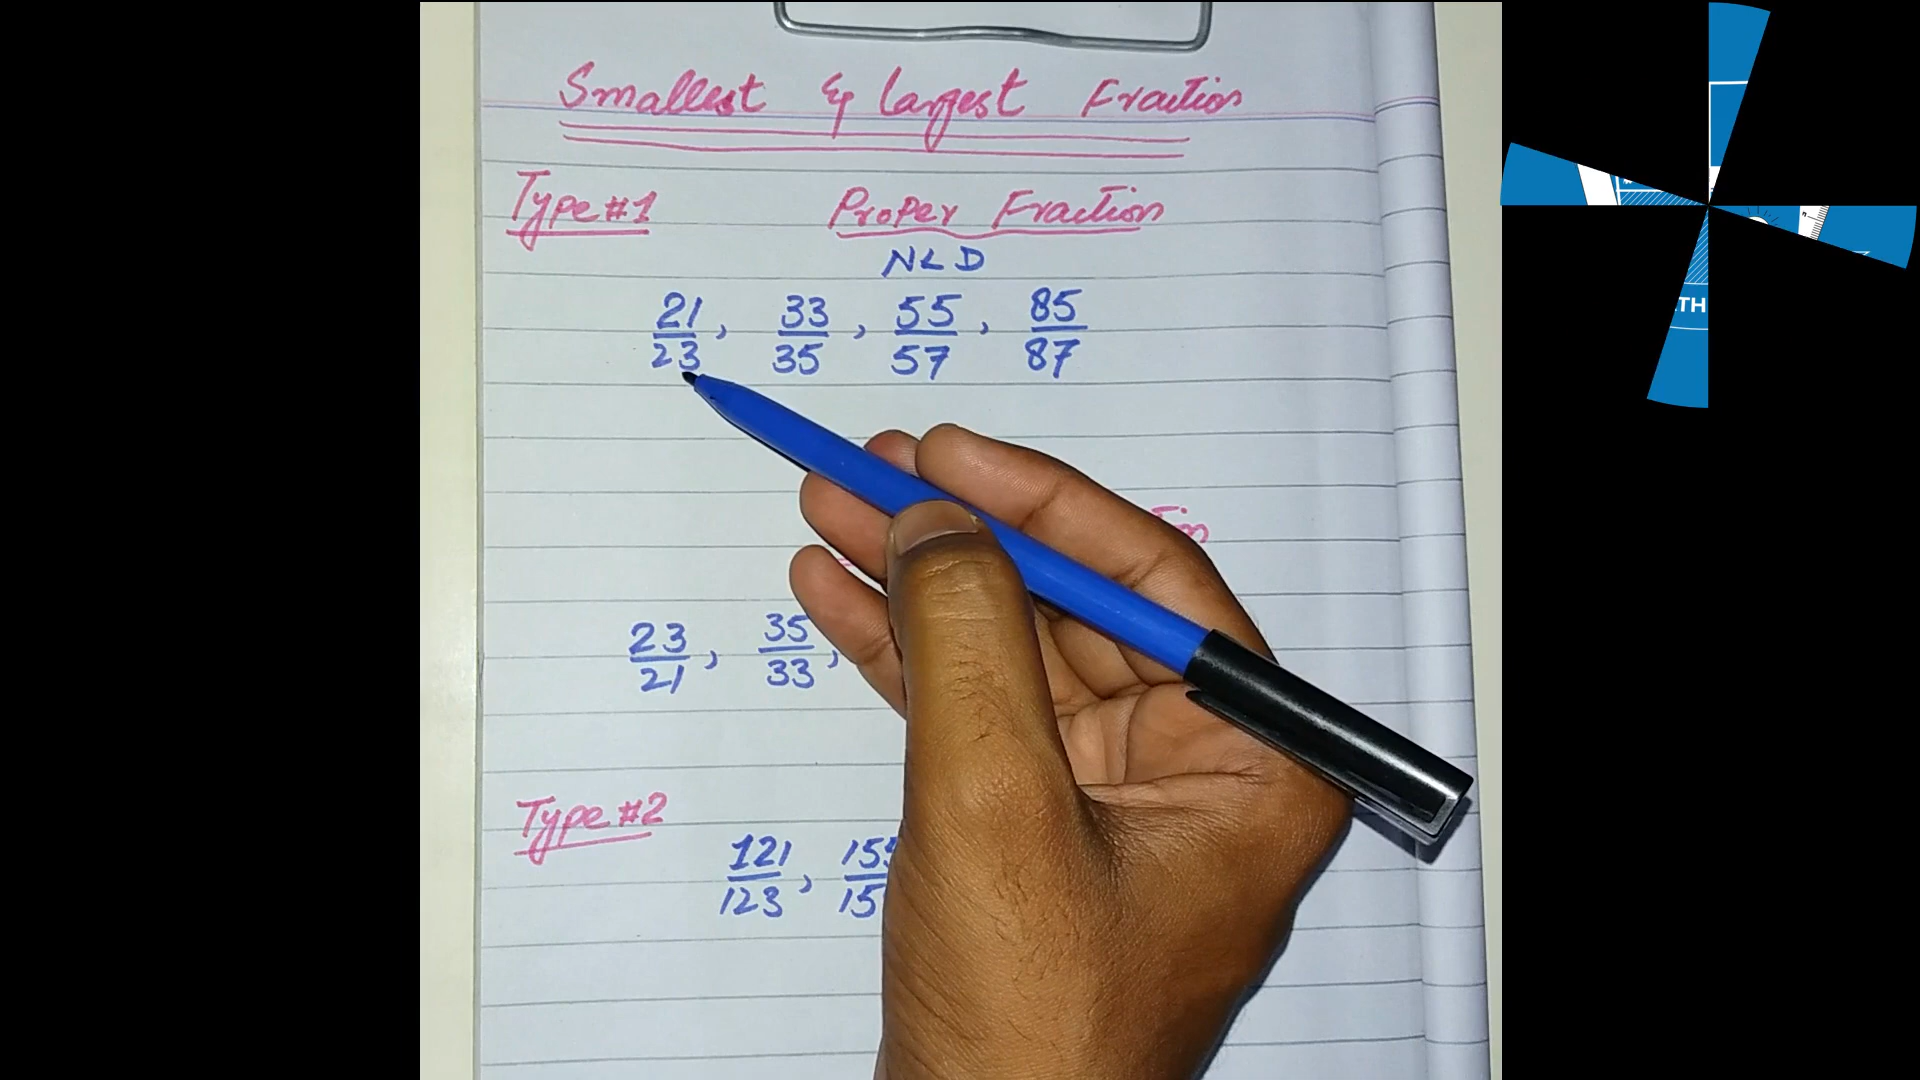 Smallest & largest Fraction
Type #1 Proper Fraction
N < D
21/23, 33/35, 55/57, 85/87
23/21, 35/33,
Type #2
121/123,
TH